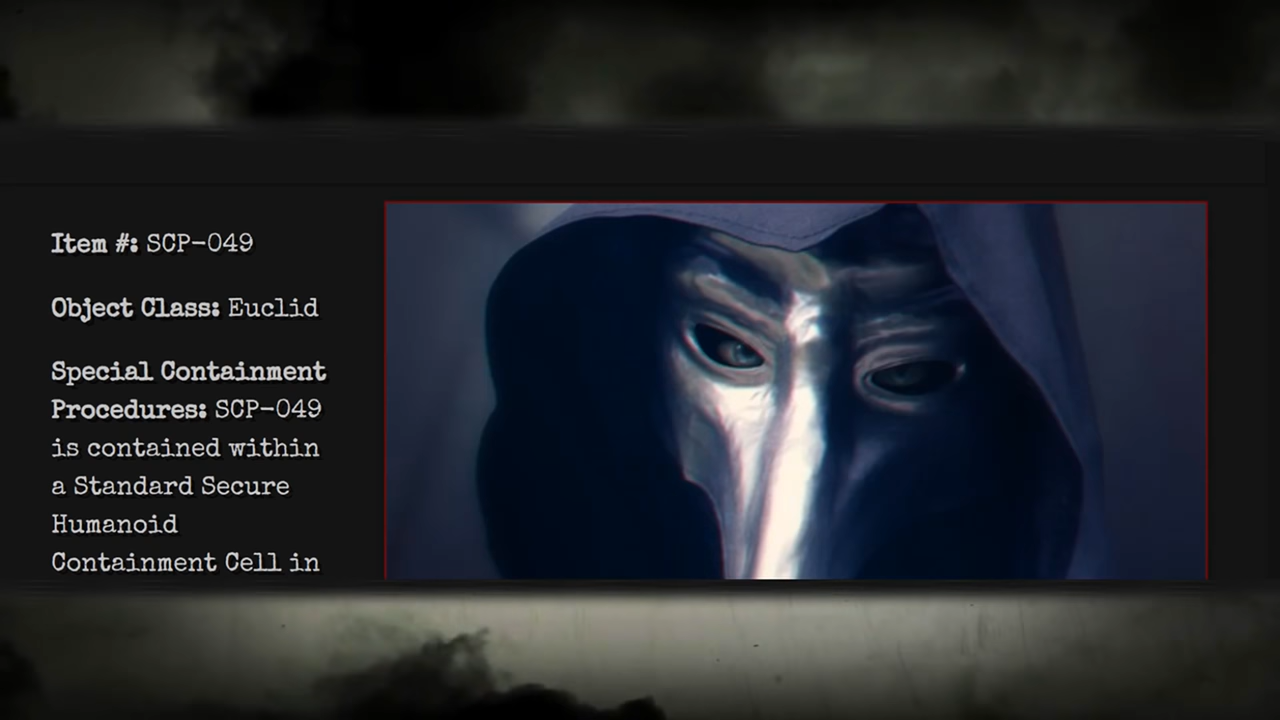 Item #: SCP-049
Object Class: Euclid
Special Containment
Procedures: SCP-049
is contained within
a Standard Secure
Humanoid
Containment Cell in